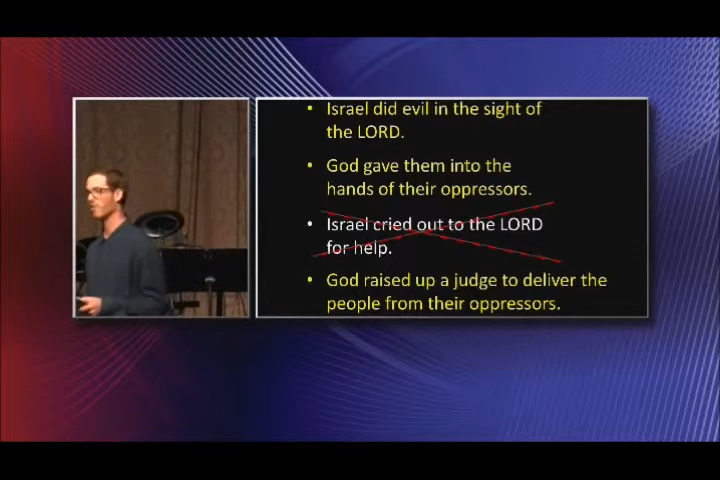 • Israel did evil in the sight of
the LORD.
• God gave them into the
hands of their oppressors.
• Israel cried out to the LORD
for help.
• God raised up a judge to deliver the
people from their oppressors.